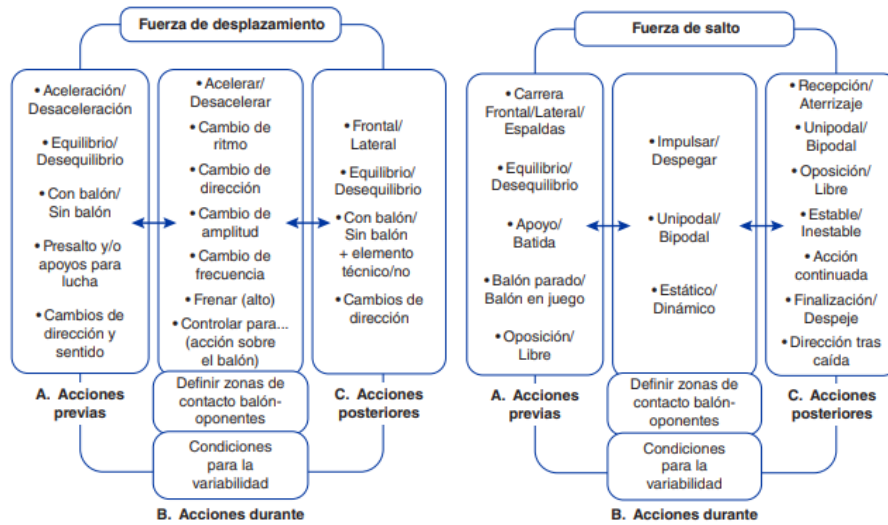 Fuerza de desplazamiento
• Aceleración/
Desaceleración
• Equilibrio/
Desequilibrio
• Con balón/
Sin balón
• Presalto y/o
apoyos para
lucha
• Cambios de
dirección y
sentido
A. Acciones
previas
• Acelerar/
Desacelerar
• Cambio de
ritmo
• Cambio de
dirección
• Cambio de
amplitud
• Cambio de
frecuencia
• Frenar (alto)
• Controlar para...
(acción sobre
el balón)
Definir zonas de
contacto balón-
oponentes
Condiciones
para la
variabilidad
B. Acciones durante
• Frontal/
Lateral
• Equilibrio/
Desequilibrio
• Con balón/
Sin balón
+ elemento
técnico/no
• Cambios de
dirección
C. Acciones
posteriores
Fuerza de salto
• Carrera
Frontal/Lateral/
Espaldas
• Equilibrio/
Desequilibrio
• Apoyo/
Batida
• Balón parado/
Balón en juego
• Oposición/
Libre
A. Acciones
previas
• Impulsar/
Despegar
• Unipodal/
Bipodal
• Estático/
Dinámico
Definir zonas de
contacto balón-
oponentes
Condiciones
para la
variabilidad
B. Acciones durante
• Recepción/
Aterrizaje
• Unipodal/
Bipodal
• Oposición/
Libre
• Estable/
Inestable
• Acción
continuada
• Finalización/
Despeje
• Dirección tras
caída
C. Acciones
posteriores